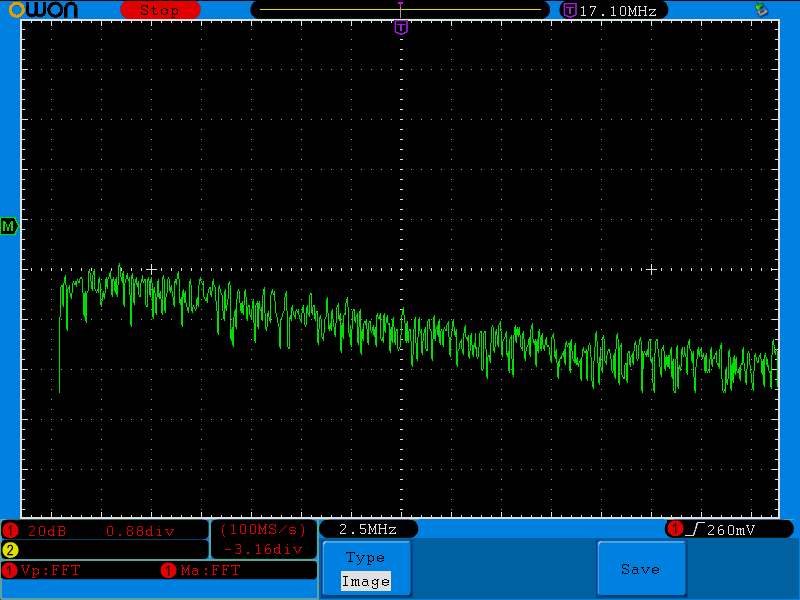 owon Stop T 17.10MHz
T
M
1 20dB 0.88div (100MS/s) 2.5MHz 1 260mV
2 -3.16div
1 Vp:FFT 1 Ma:FFT
Type
Image
Save